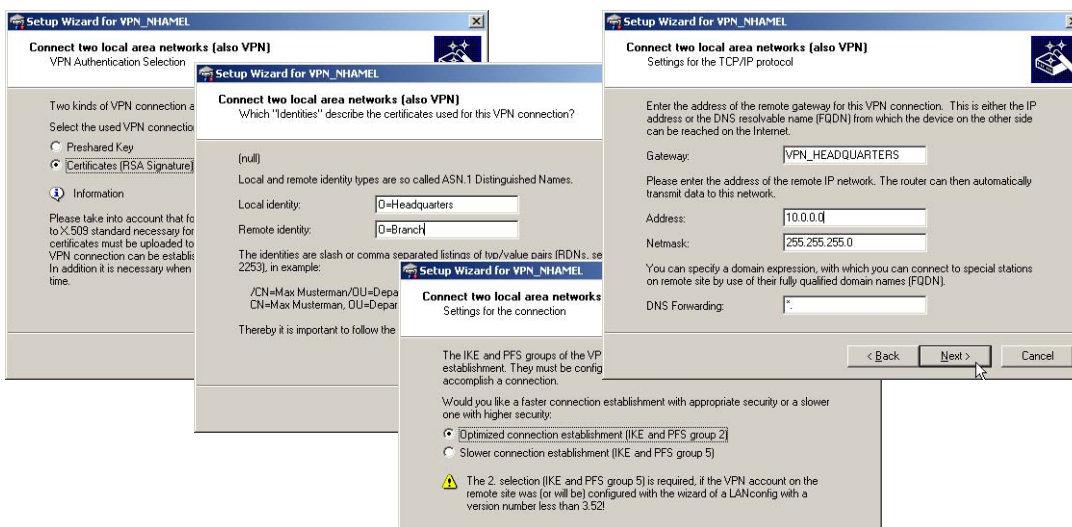 Setup Wizard for VPN_NHAMEL
Connect two local area networks (also VPN)
VPN Authentication Selection
Two kinds of VPN connection a
Select the used VPN connectio
Preshared Key
Certificates (RSA Signature)
Information
Please take into account that fo
to X.509 standard necessary for
certificates must be uploaded to
VPN connection can be establis
In addition it is necessary when
time.
Setup Wizard for VPN_NHAMEL
Connect two local area networks (also VPN)
Which "Identities" describe the certificates used for this VPN connection?
(null)
Local and remote identity types are so called ASN.1 Distinguished Names.
Local identity: O=Headquarters
Remote identity: O=Branch
The identities are slash or comma separated listings of typ/value pairs (RDNs, se
2253), in example:
/CN=Max Musterman/OU=Depa
CN=Max Musterman, OU=Depar
Thereby it is important to follow the
Setup Wizard for VPN_NHAMEL
Connect two local area networks
Settings for the connection
The IKE and PFS groups of the VP
establishment. They must be config
accomplish a connection.
Would you like a faster connection establishment with appropriate security or a slower
one with higher security:
Optimized connection establishment (IKE and PFS group 2)
Slower connection establishment (IKE and PFS group 5)
The 2. selection (IKE and PFS group 5) is required, if the VPN account on the
remote site was (or will be) configured with the wizard of a LANconfig with a
version number less than 3.52!
Setup Wizard for VPN_NHAMEL
Connect two local area networks (also VPN)
Settings for the TCP/IP protocol
Enter the address of the remote gateway for this VPN connection. This is either the IP
address or the DNS resolvable name (FQDN) from which the device on the other side
can be reached on the Internet.
Gateway: VPN_HEADQUARTERS
Please enter the address of the remote IP network. The router can then automatically
transmit data to this network.
Address: 10.0.0.0
Netmask: 255.255.255.0
You can specify a domain expression, with which you can connect to special stations
on remote site by use of their fully qualified domain names (FQDN).
DNS Forwarding: *.
< Back Next > Cancel